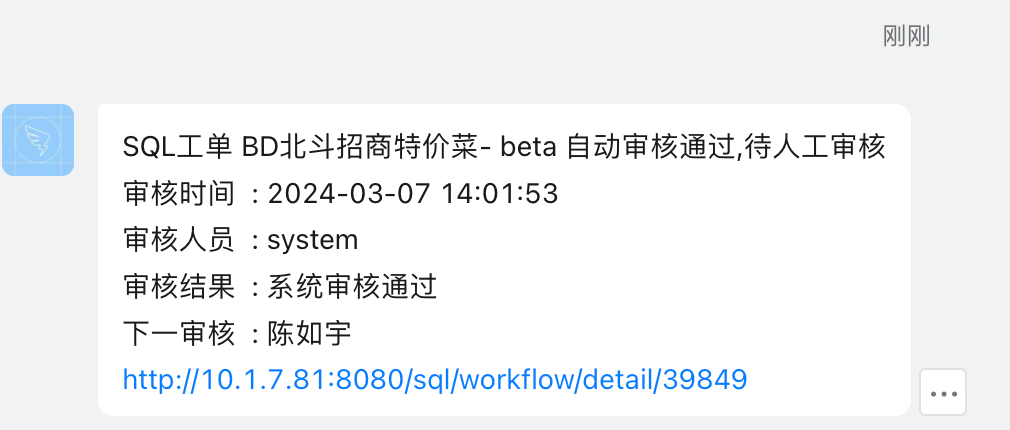 刚刚
SQL工单 BD北斗招商特价菜- beta 自动审核通过,待人工审核
审核时间 : 2024-03-07 14:01:53
审核人员 : system
审核结果 : 系统审核通过
下一审核 : 陈如宇
http://10.1.7.81:8080/sql/workflow/detail/39849